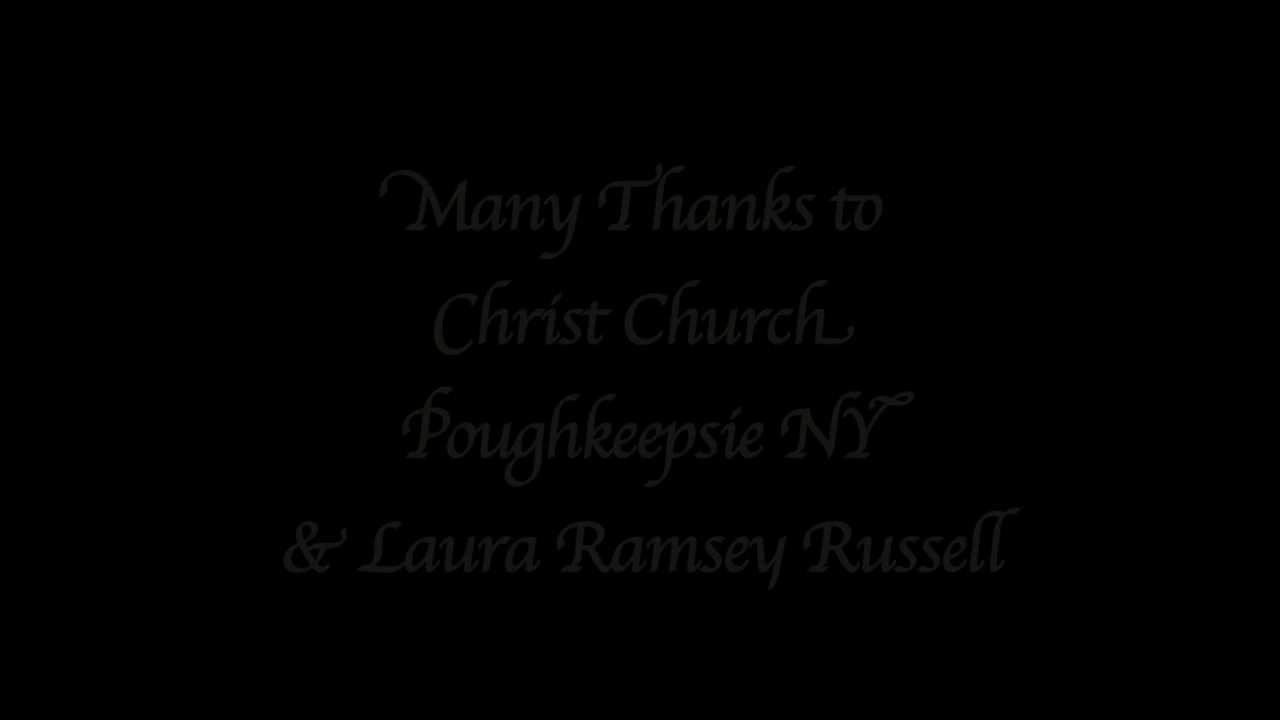 Many Thanks to
Christ Church
Poughkeepsie NY
& Laura Ramsey Russell